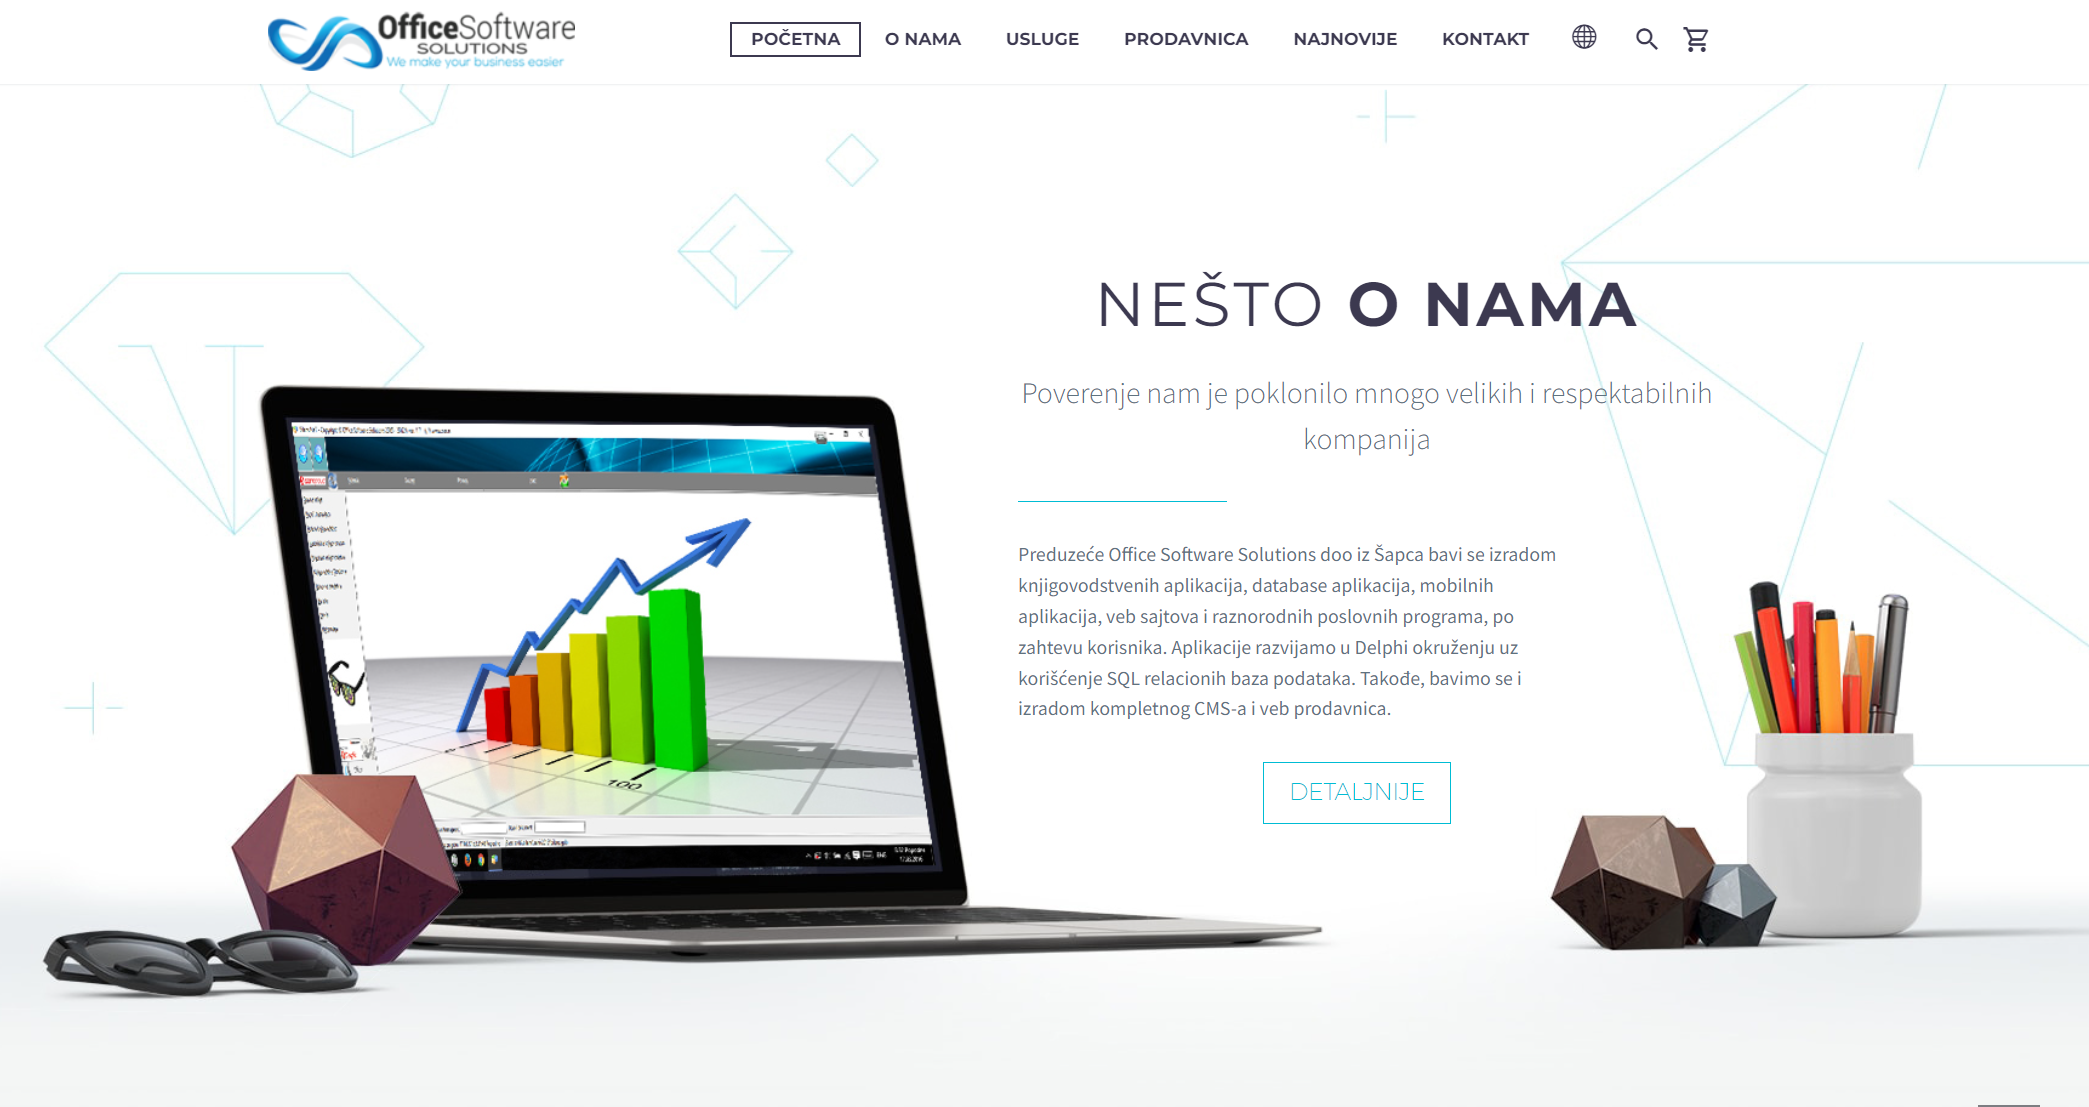 OfficeSoftware
SOLUTIONS
We make your business easier
POČETNA
O NAMA
USLUGE
PRODAVNICA
NAJNOVIJE
KONTAKT
NEŠTO O NAMA
Poverenje nam je poklonilo mnogo velikih i respektabilnih
kompanija
Preduzeće Office Software Solutions doo iz Šapca bavi se izradom
knjigovodstvenih aplikacija, database aplikacija, mobilnih
aplikacija, veb sajtova i raznorodnih poslovnih programa, po
zahtevu korisnika. Aplikacije razvijamo u Delphi okruženju uz
korišćenje SQL relacionih baza podataka. Takođe, bavimo se i
izradom kompletnog CMS-a i veb prodavnica.
DETALJNIJE
100